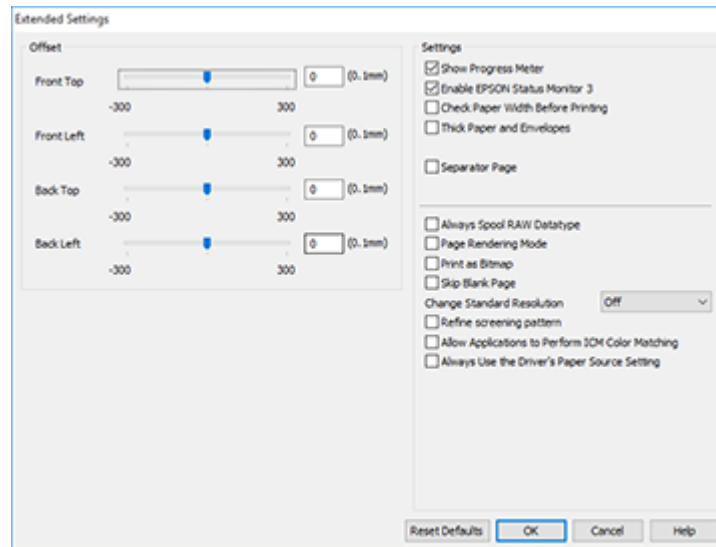 Extended Settings
Offset
Front Top
0
(0.1mm)
-300
300
Front Left
0
(0.1mm)
-300
300
Back Top
0
(0.1mm)
-300
300
Back Left
0
(0.1mm)
-300
300
Settings
Show Progress Meter
Enable EPSON Status Monitor 3
Check Paper Width Before Printing
Thick Paper and Envelopes
Separator Page
Always Spool RAW Datatype
Page Rendering Mode
Print as Bitmap
Skip Blank Page
Change Standard Resolution
Off
Refine screening pattern
Allow Applications to Perform ICM Color Matching
Always Use the Driver's Paper Source Setting
Reset Defaults
OK
Cancel
Help